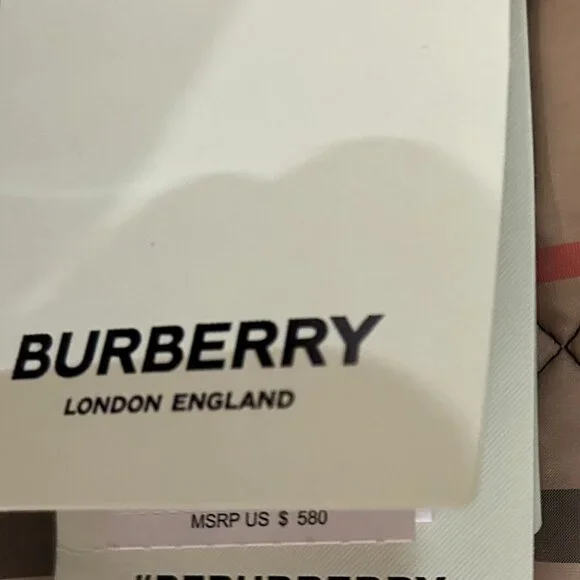 BURBERRY
LONDON ENGLAND
MSRP US $ 580